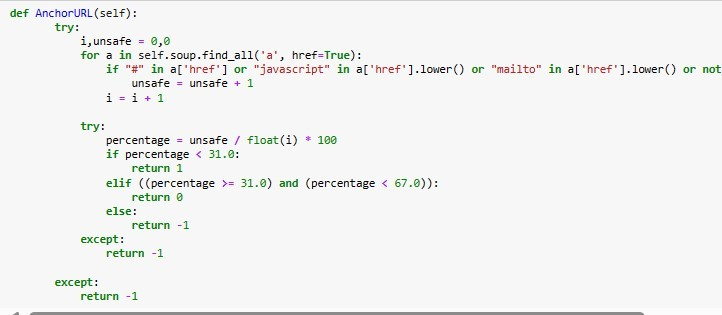 def AnchorURL(self):
try:
i,unsafe = 0,0
for a in self.soup.find_all('a', href=True):
if "#" in a['href'] or "javascript" in a['href'].lower() or "mailto" in a['href'].lower() or not
unsafe = unsafe + 1
i = i + 1
try:
percentage = unsafe / float(i) * 100
if percentage < 31.0:
return 1
elif ((percentage >= 31.0) and (percentage < 67.0)):
return 0
else:
return -1
except:
return -1
except:
return -1